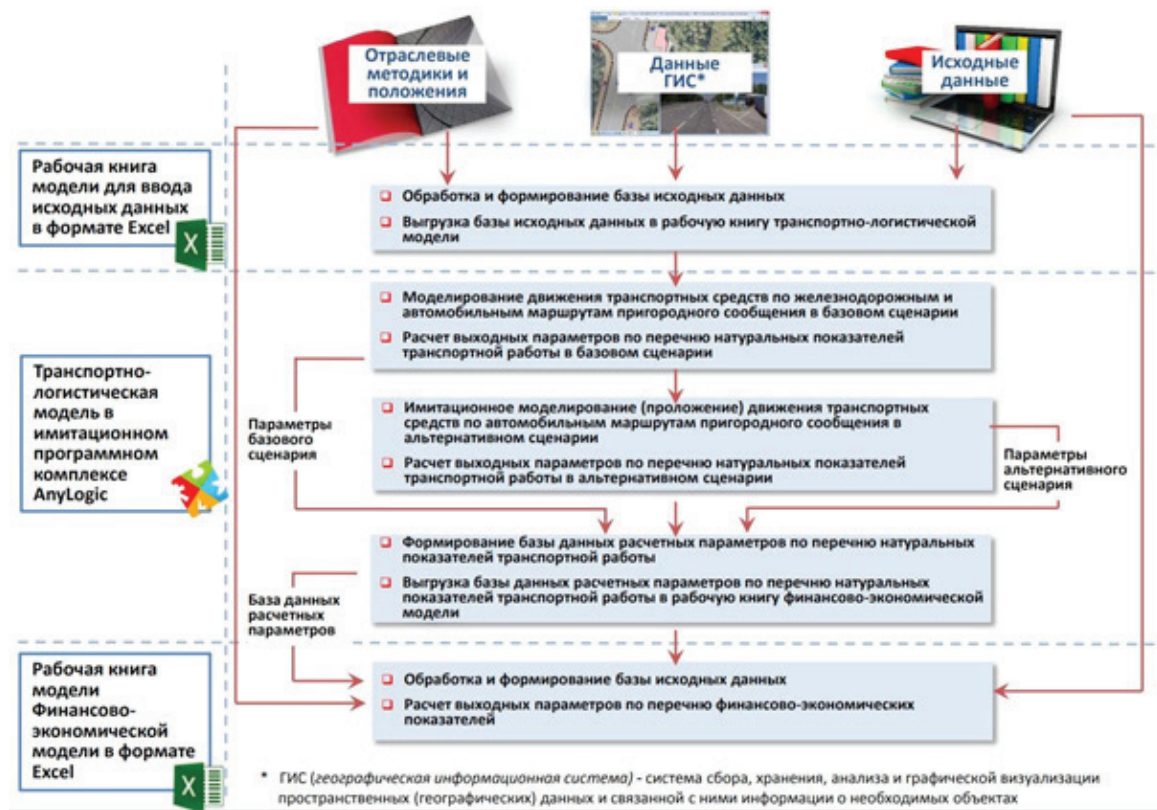 Отраслевые
методики и
положения
Данные
ГИС*
Исходные
данные
Рабочая книга
модели для ввода
исходных данных
в формате Excel
Обработка и формирование базы исходных данных
Выгрузка базы исходных данных в рабочую книгу транспортно-логистической
модели
Транспортно-
логистическая
модель в
имитационном
программном
комплексе
AnyLogic
Моделирование движения транспортных средств по железнодорожным и
автомобильным маршрутам пригородного сообщения в базовом сценарии
Расчет выходных параметров по перечню натуральных показателей
транспортной работы в базовом сценарии
Параметры
базового
сценария
Имитационное моделирование (проложение) движения транспортных
средств по автомобильным маршрутам пригородного сообщения в
альтернативном сценарии
Расчет выходных параметров по перечню натуральных показателей
транспортной работы в альтернативном сценарии
Параметры
альтернативного
сценария
Формирование базы данных расчетных параметров по перечню натуральных
показателей транспортной работы
Выгрузка базы данных расчетных параметров по перечню натуральных
показателей транспортной работы в рабочую книгу финансово-экономической
модели
База данных
расчетных
параметров
Рабочая книга
модели
Финансово-
экономической
модели в формате
Excel
Обработка и формирование базы исходных данных
Расчет выходных параметров по перечню финансово-экономических
показателей
* ГИС (географическая информационная система) - система сбора, хранения, анализа и графической визуализации
пространственных (географических) данных и связанной с ними информации о необходимых объектах